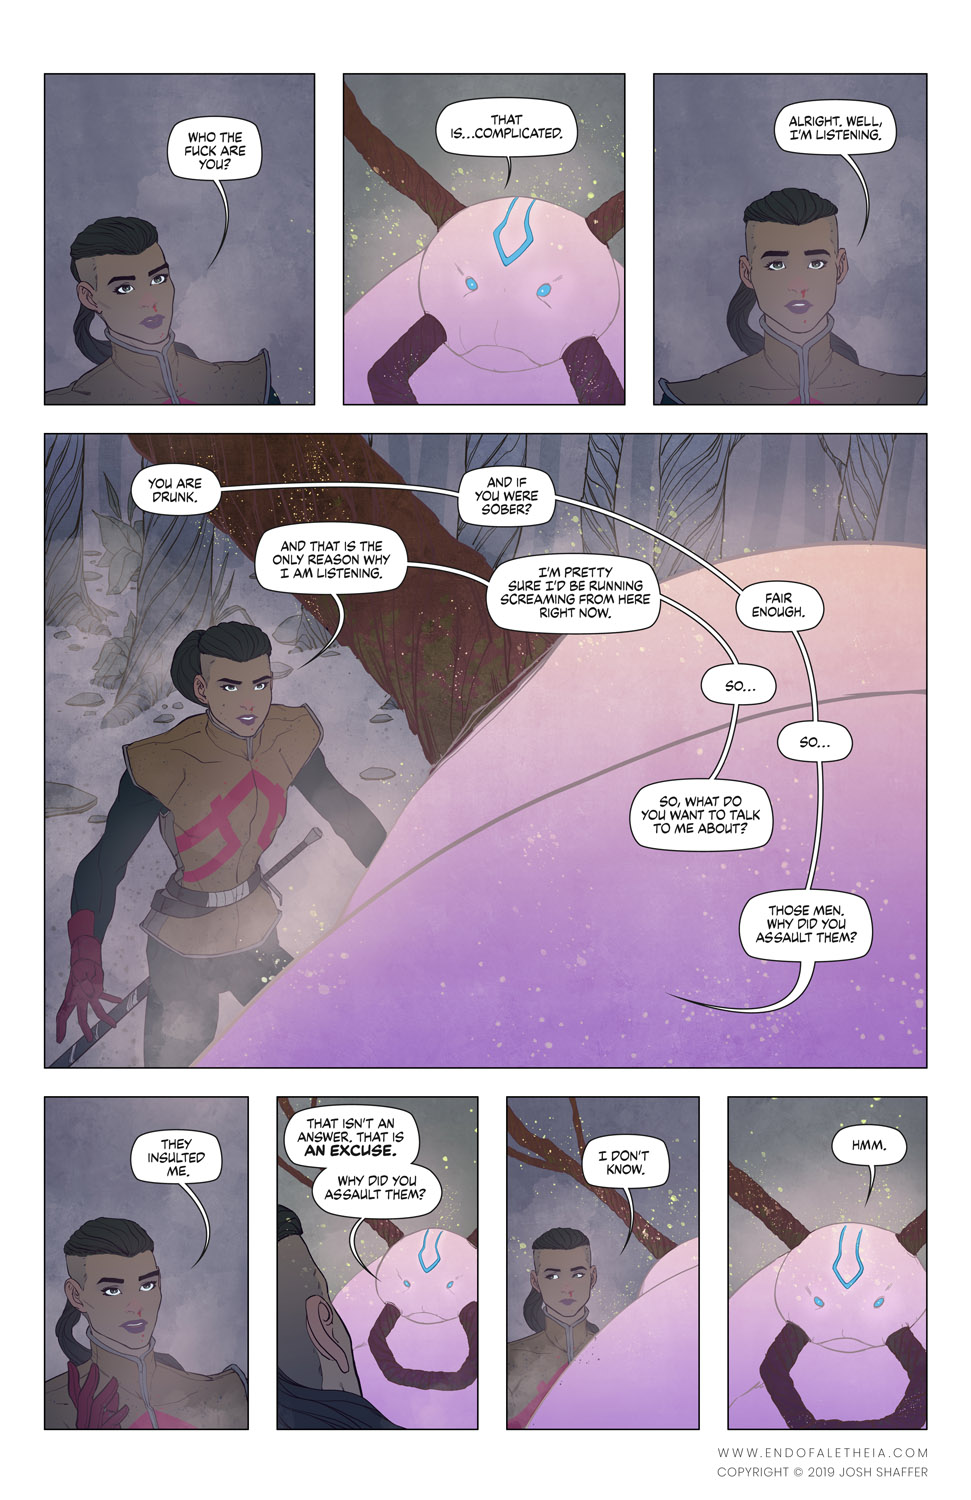 WHO THE
FUCK ARE
YOU?
THAT
IS...COMPLICATED.
ALRIGHT. WELL,
I'M LISTENING.
YOU ARE
DRUNK.
AND THAT IS THE
ONLY REASON WHY
I AM LISTENING.
AND IF
YOU WERE
SOBER?
I'M PRETTY
SURE I'D BE RUNNING
SCREAMING FROM HERE
RIGHT NOW.
FAIR
ENOUGH.
SO...
SO...
SO, WHAT DO
YOU WANT TO TALK
TO ME ABOUT?
THOSE MEN.
WHY DID YOU
ASSAULT THEM?
THEY
INSULTED
ME.
THAT ISN'T AN
ANSWER. THAT IS
AN EXCUSE.
WHY DID YOU
ASSAULT THEM?
I DON'T
KNOW.
HMM.
WWW.ENDOFALETHEIA.COM
COPYRIGHT © 2019 JOSH SHAFFER